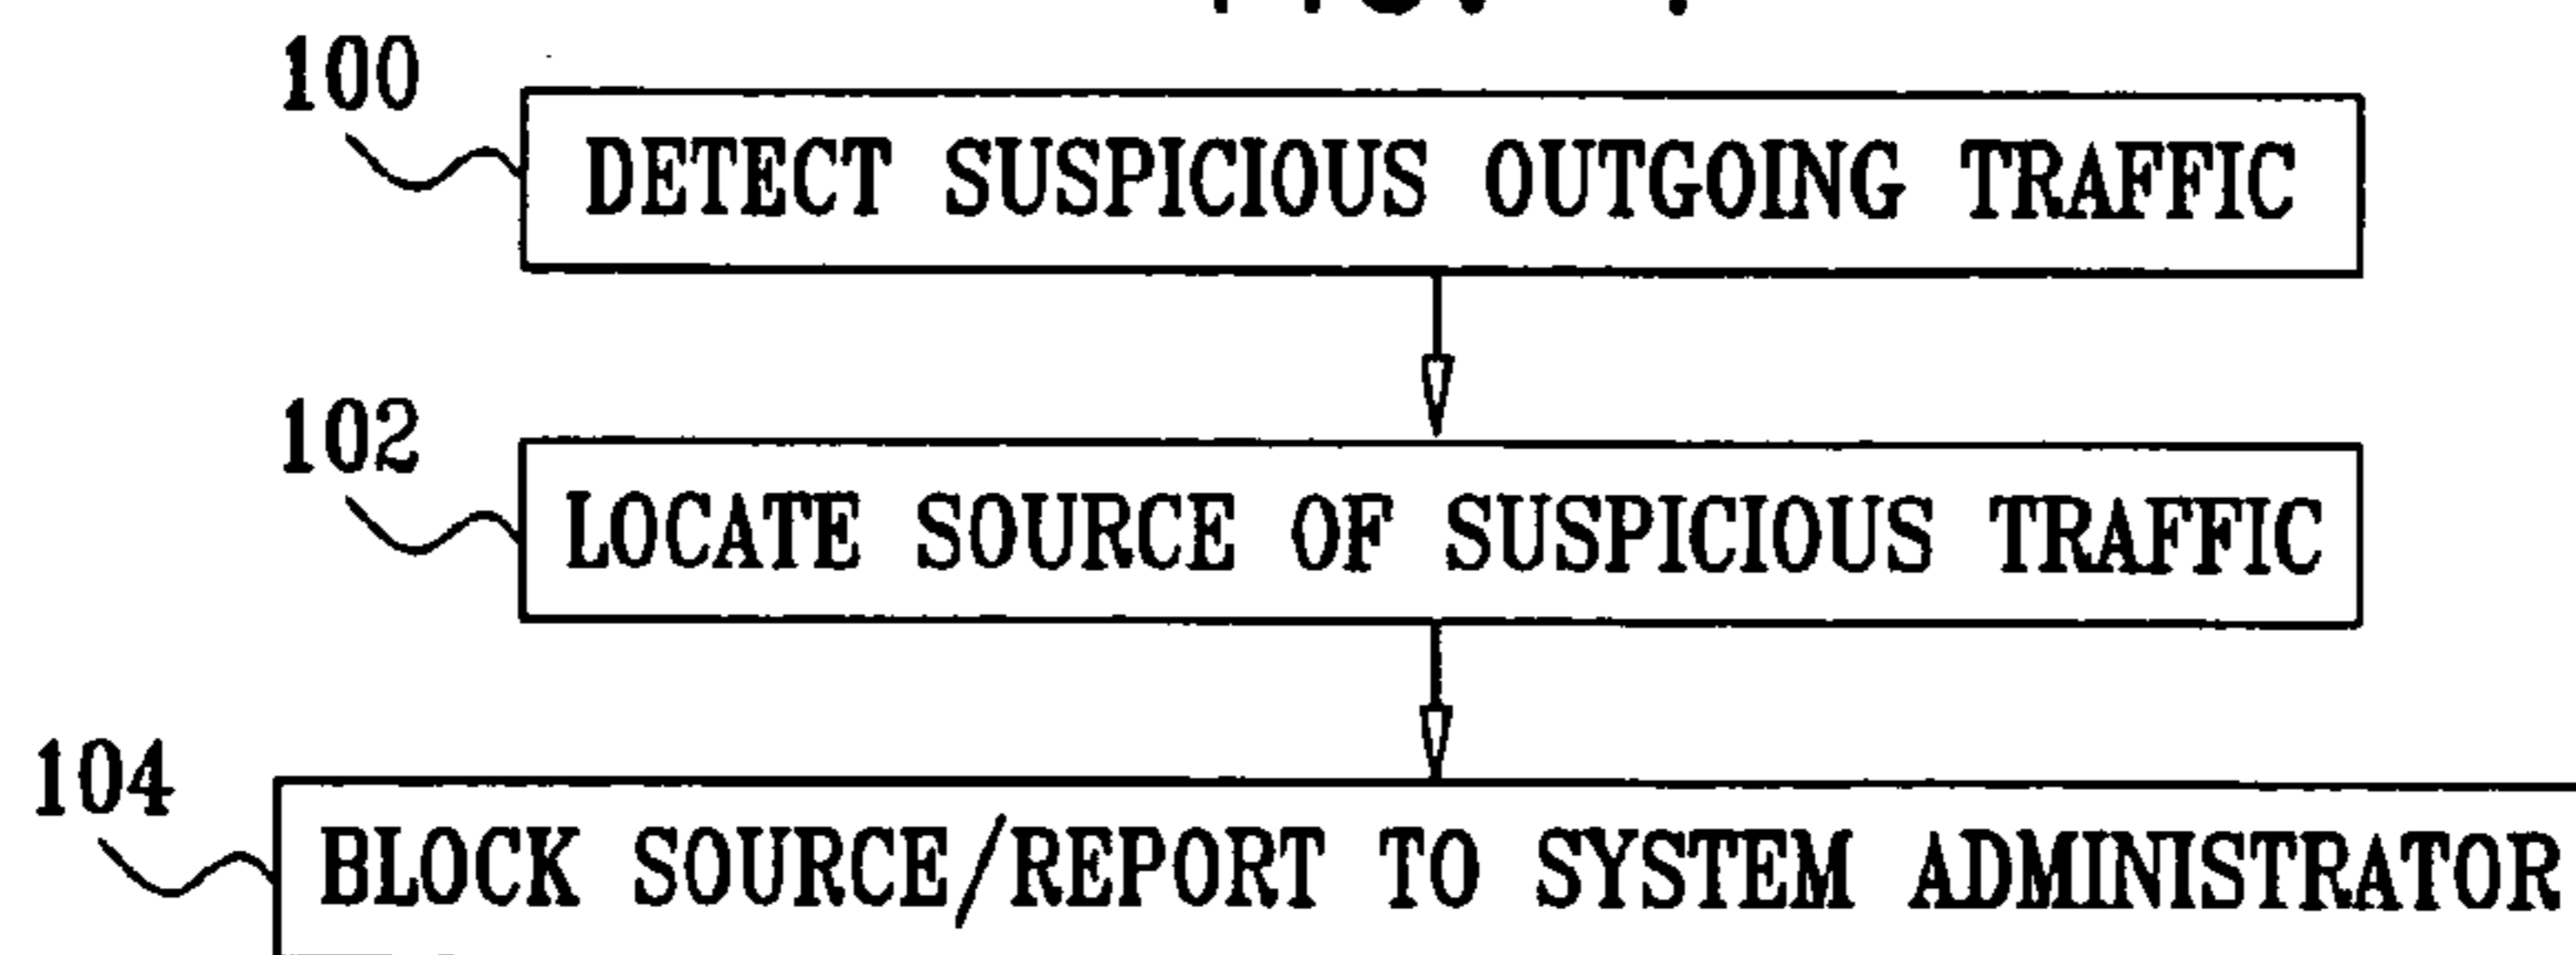 100
DETECT SUSPICIOUS OUTGOING TRAFFIC
102
LOCATE SOURCE OF SUSPICIOUS TRAFFIC
104
BLOCK SOURCE/REPORT TO SYSTEM ADMINISTRATOR